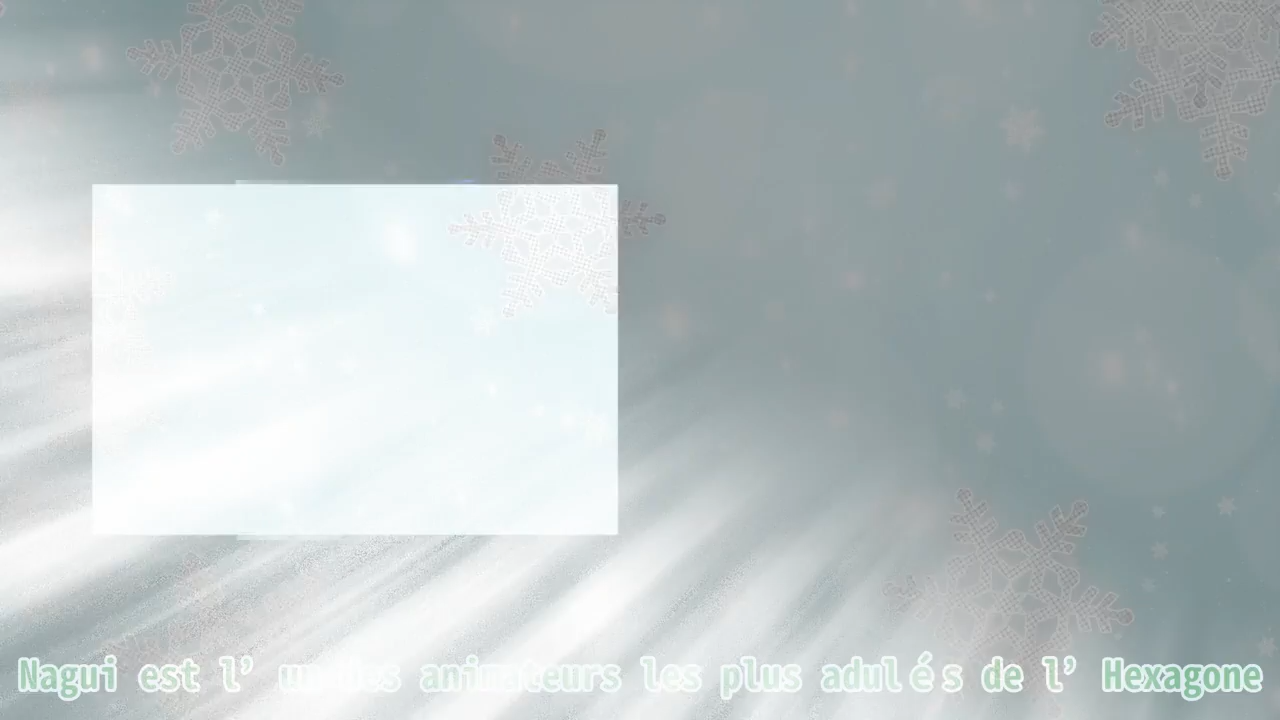 Nagui est l’ un des animateurs les plus adulés de l’ Hexagone